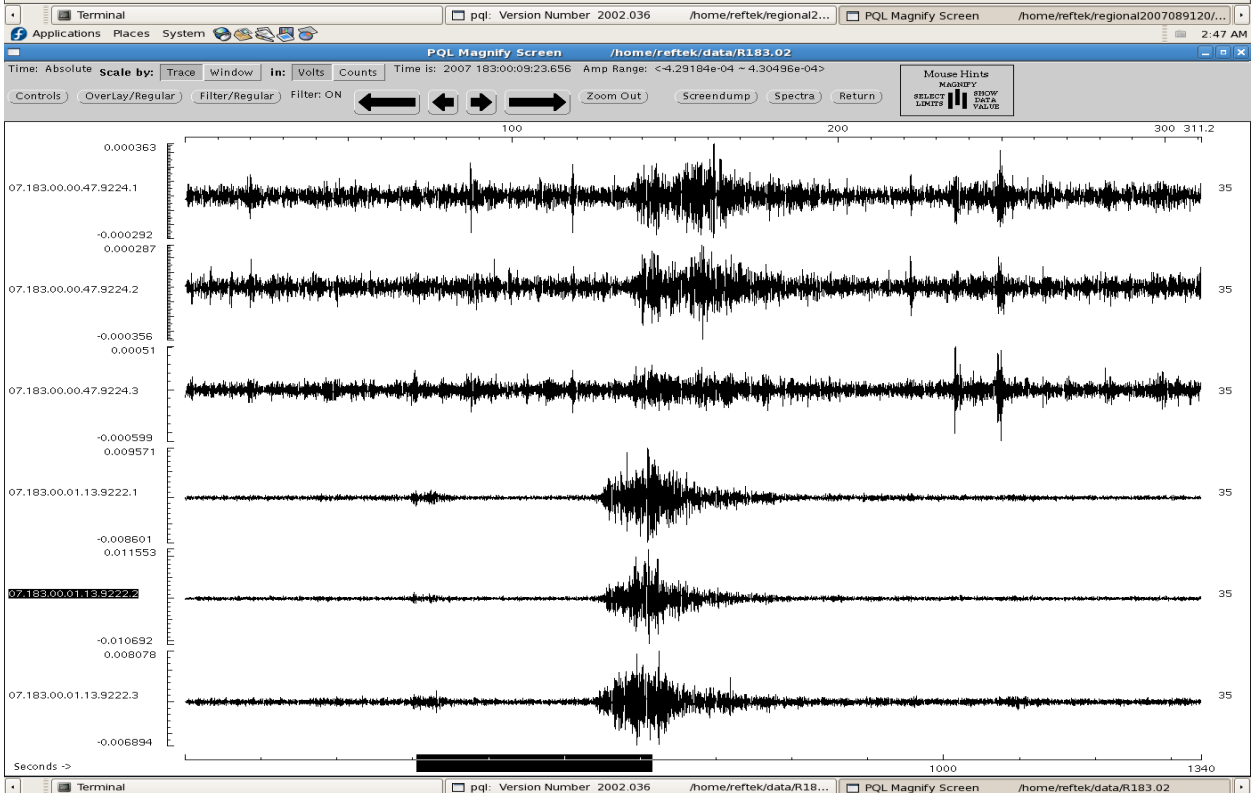 Terminal pql: Version Number 2002.036 /home/reftek/regional2... PQL Magnify Screen /home/reftek/regional2007089120/...
Applications Places System 2:47 AM
PQL Magnify Screen /home/reftek/data/R183.02
Time: Absolute Scale by: Trace Window in: Volts Counts Time is: 2007 183:00:09:23.656 Amp Range: <-4.29184e-04 ~ 4.30496e-04>
Controls OverLay/Regular Filter/Regular Filter: ON Zoom Out Screendump Spectra Return
Mouse Hints
MAGNIFY
SELECT LIMITS
SHOW DATA VALUE
100 200 300 311.2
0.000363
07.183.00.00.47.9224.1 35
-0.000292
0.000287
07.183.00.00.47.9224.2 35
-0.000356
0.00051
07.183.00.00.47.9224.3 35
-0.000599
0.009571
07.183.00.01.13.9222.1 35
-0.008601
0.011553
07.183.00.01.13.9222.2 35
-0.010692
0.008078
07.183.00.01.13.9222.3 35
-0.006894
Seconds -> 1000 1340
Terminal pql: Version Number 2002.036 /home/reftek/data/R18... PQL Magnify Screen /home/reftek/data/R183.02